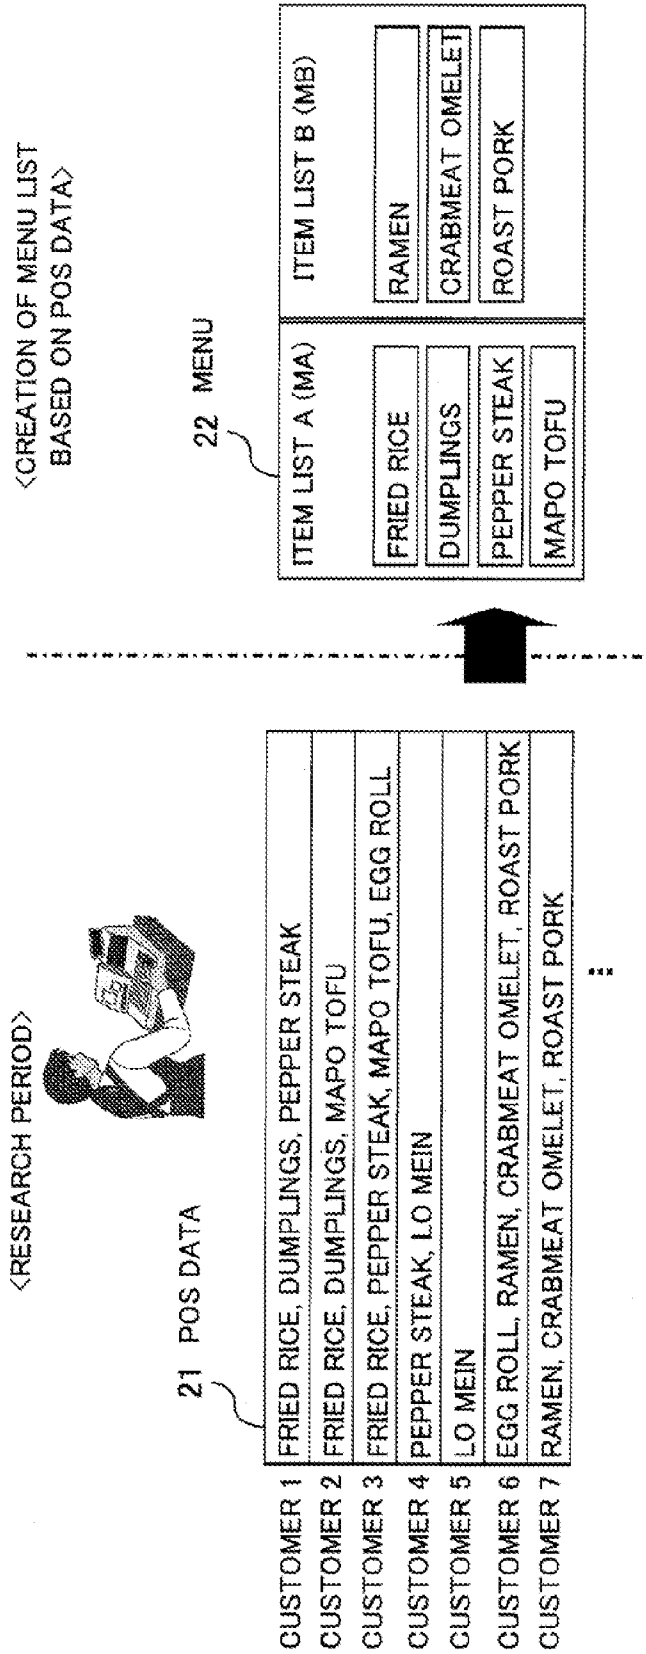 <RESEARCH PERIOD>
21 POS DATA
CUSTOMER 1 FRIED RICE, DUMPLINGS, PEPPER STEAK
CUSTOMER 2 FRIED RICE, DUMPLINGS, MAPO TOFU
CUSTOMER 3 FRIED RICE, PEPPER STEAK, MAPO TOFU, EGG ROLL
CUSTOMER 4 PEPPER STEAK, LO MEIN
CUSTOMER 5 LO MEIN
CUSTOMER 6 EGG ROLL, RAMEN, CRABMEAT OMELET, ROAST PORK
CUSTOMER 7 RAMEN, CRABMEAT OMELET, ROAST PORK
...
<CREATION OF MENU LIST
BASED ON POS DATA>
22 MENU
ITEM LIST A (MA)
FRIED RICE
DUMPLINGS
PEPPER STEAK
MAPO TOFU
ITEM LIST B (MB)
RAMEN
CRABMEAT OMELET
ROAST PORK